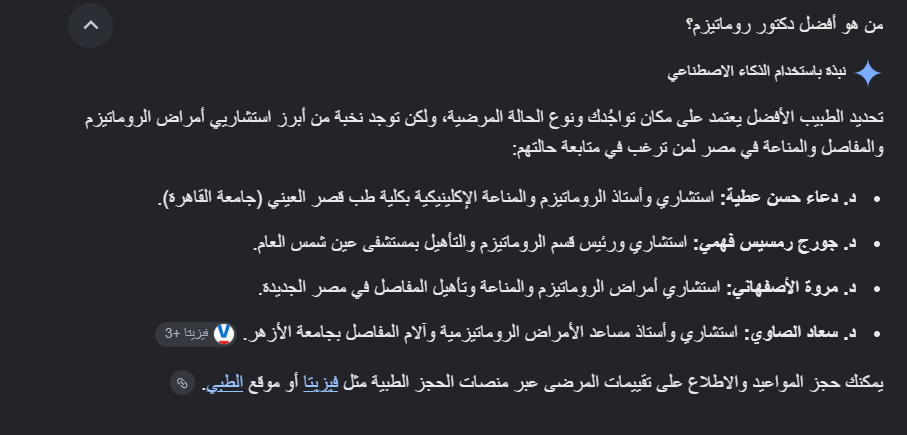 من هو أفضل دكتور روماتيزم؟
نبذة باستخدام الذكاء الاصطناعي
تحديد الطبيب الأفضل يعتمد على مكان تواجُدك ونوع الحالة المرضية، ولكن توجد نخبة من أبرز استشاريي أمراض الروماتيزم
والمفاصل والمناعة في مصر لمن ترغب في متابعة حالتهم:
• د. دعاء حسن عطية: استشاري وأستاذ الروماتيزم والمناعة الإكلينيكية بكلية طب قصر العيني (جامعة القاهرة).
• د. جورج رمسيس فهمي: استشاري ورئيس قسم الروماتيزم والتأهيل بمستشفى عين شمس العام.
• د. مروة الأصفهاني: استشاري أمراض الروماتيزم والمناعة وتأهيل المفاصل في مصر الجديدة.
• د. سعاد الصاوي: استشاري وأستاذ مساعد الأمراض الروماتيزمية وآلام المفاصل بجامعة الأزهر. فيزيتا +3
يمكنك حجز المواعيد والاطلاع على تقييمات المرضى عبر منصات الحجز الطبية مثل فيزيتا أو موقع الطبي.